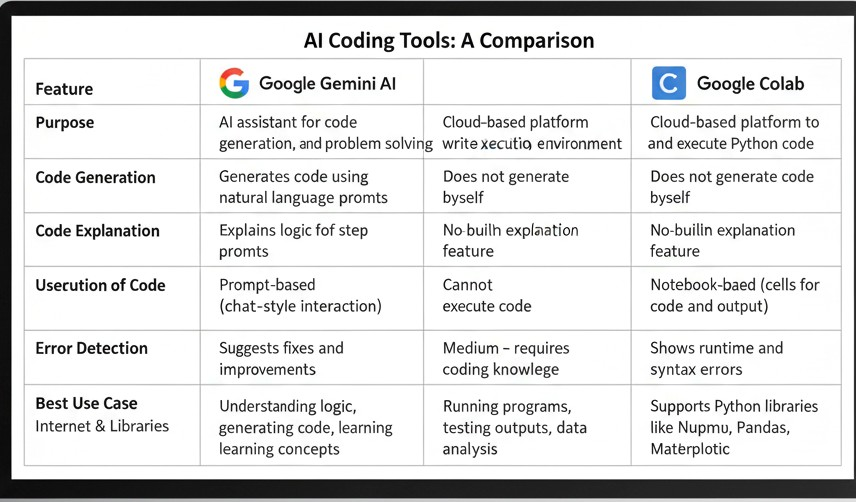 AI Coding Tools: A Comparison
Feature
Google Gemini AI
Google Colab
Purpose
AI assistant for code
generation, and problem solving
Cloud-based platform
write xecutio, environment
Cloud-based platform to
and execute Python code
Code Generation
Generates code using
natural language promts
Does not generate
byself
Does not generate code
byself
Code Explanation
Explains logic fof step
promts
No-builh explnation
feature
No-builin explanation
feature
Usecution of Code
Prompt-based
(chat-style interaction)
Cannot
execute code
Notebook-baed (cells for
code and output)
Error Detection
Suggests fixes and
improvements
Medium – requires
coding knowlege
Shows runtime and
syntax errors
Best Use Case
Internet & Libraries
Understanding logic,
generating code, learning
learning concepts
Running programs,
testing outputs, data
analysis
Supports Python libraries
like Nupmu, Pandas,
Materplotic